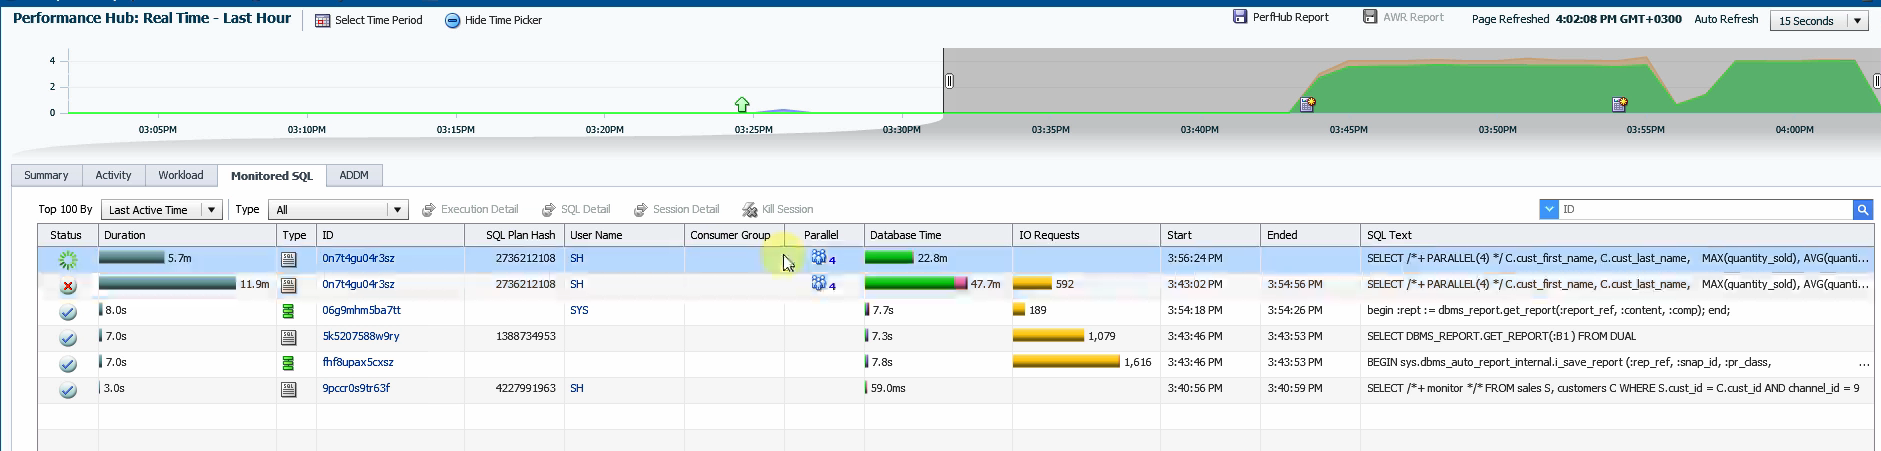 Performance Hub: Real Time - Last Hour
Select Time Period
Hide Time Picker
PerfHub Report
AWR Report
Page Refreshed 4:02:08 PM GMT+0300
Auto Refresh
15 Seconds
4
2
0
03:05PM 03:10PM 03:15PM 03:20PM 03:25PM 03:30PM 03:35PM 03:40PM 03:45PM 03:50PM 03:55PM 04:00PM
Summary Activity Workload Monitored SQL ADDM
Top 100 By Last Active Time Type All Execution Detail SQL Detail Session Detail Kill Session ID
Status Duration Type ID SQL Plan Hash User Name Consumer Group Parallel Database Time IO Requests Start Ended SQL Text
5.7m SQL 0n7t4gu04r3sz 2736212108 SH 4 22.8m 3:56:24 PM SELECT /*+ PARALLEL(4) */ C.cust_first_name, C.cust_last_name, MAX(quantity_sold), AVG(quanti...
11.9m SQL 0n7t4gu04r3sz 2736212108 SH 4 47.7m 592 3:43:02 PM 3:54:56 PM SELECT /*+ PARALLEL(4) */ C.cust_first_name, C.cust_last_name, MAX(quantity_sold), AVG(quanti...
8.0s 06g9mhm5ba7tt SYS 7.7s 189 3:54:18 PM 3:54:26 PM begin :rept := dbms_report.get_report(:report_ref, :content, :comp); end;
7.0s SQL 5k5207588w9ry 1388734953 7.3s 1,079 3:43:46 PM 3:43:53 PM SELECT DBMS_REPORT.GET_REPORT(:B1 ) FROM DUAL
7.0s fhf8upax5cxsz 7.8s 1,616 3:43:46 PM 3:43:53 PM BEGIN sys.dbms_auto_report_internal.i_save_report (:rep_ref, :snap_id, :pr_class, ...
3.0s SQL 9pccr0s9tr63f 4227991963 SH 59.0ms 3:40:56 PM 3:40:59 PM SELECT /*+ monitor */* FROM sales S, customers C WHERE S.cust_id = C.cust_id AND channel_id = 9